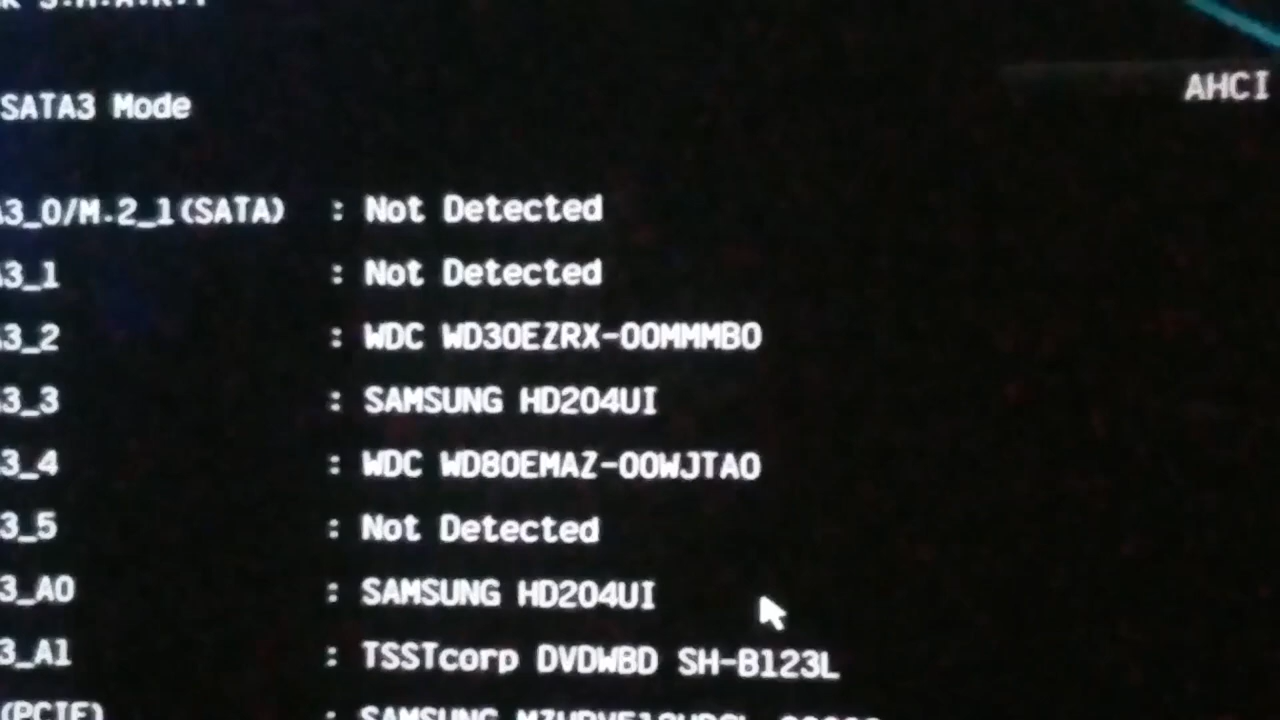 SATA3 Mode AHCI
3_0/M.2_1(SATA) : Not Detected
3_1 : Not Detected
3_2 : WDC WD30EZRX-00MMMB0
3_3 : SAMSUNG HD204UI
3_4 : WDC WD80EMAZ-00WJTA0
3_5 : Not Detected
3_A0 : SAMSUNG HD204UI
3_A1 : TSSTcorp DVDWBD SH-B123L
(PCIE) : SAMSUNG